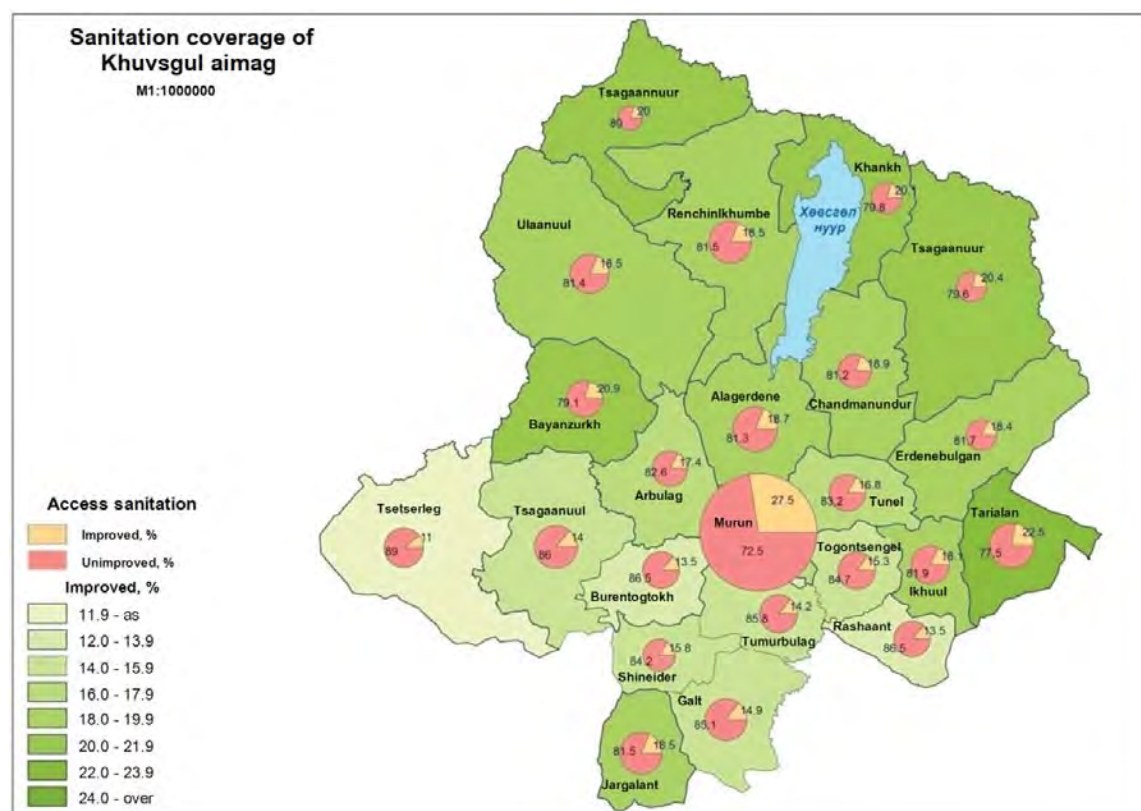 Sanitation coverage of
Khuvsgul aimag
M1:1000000
Tsagaannuur
20
80
Khankh
20.1
79.8
Renchinlkhumbe
18.5
81.5
Хөвсгөл
нуур
Ulaanuul
18.5
81.4
Tsagaanuur
20.4
79.6
18.9
81.2
Chandmanundur
20.9
79.1
Bayanzurkh
Alagerdene
18.7
81.3
18.4
81.7
Erdenebulgan
17.4
82.6
Arbulag
16.8
83.2
Tunel
Access sanitation
Improved, %
Unimproved, %
Improved, %
11.9 - as
12.0 - 13.9
14.0 - 15.9
16.0 - 17.9
18.0 - 19.9
20.0 - 21.9
22.0 - 23.9
24.0 - over
Tsetserleg
11
89
Tsagaanuul
14
86
Murun
27.5
72.5
Tarialan
22.5
77.5
Togontsengel
15.3
84.7
18.1
81.9
Ikhuul
13.5
86.5
Burentogtokh
14.2
85.8
Tumurbulag
Rashaant
13.5
86.5
15.8
84.2
Shineider
Galt
14.9
85.1
18.5
81.5
Jargalant